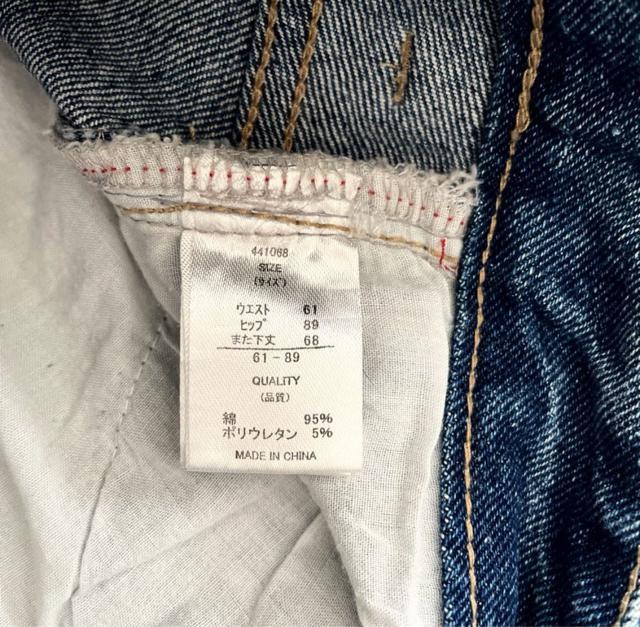 441068
SIZE
(サイズ)
ウエスト 61
ヒップ 89
また下丈 68
61-89
QUALITY
(品質)
綿 95%
ポリウレタン 5%
MADE IN CHINA